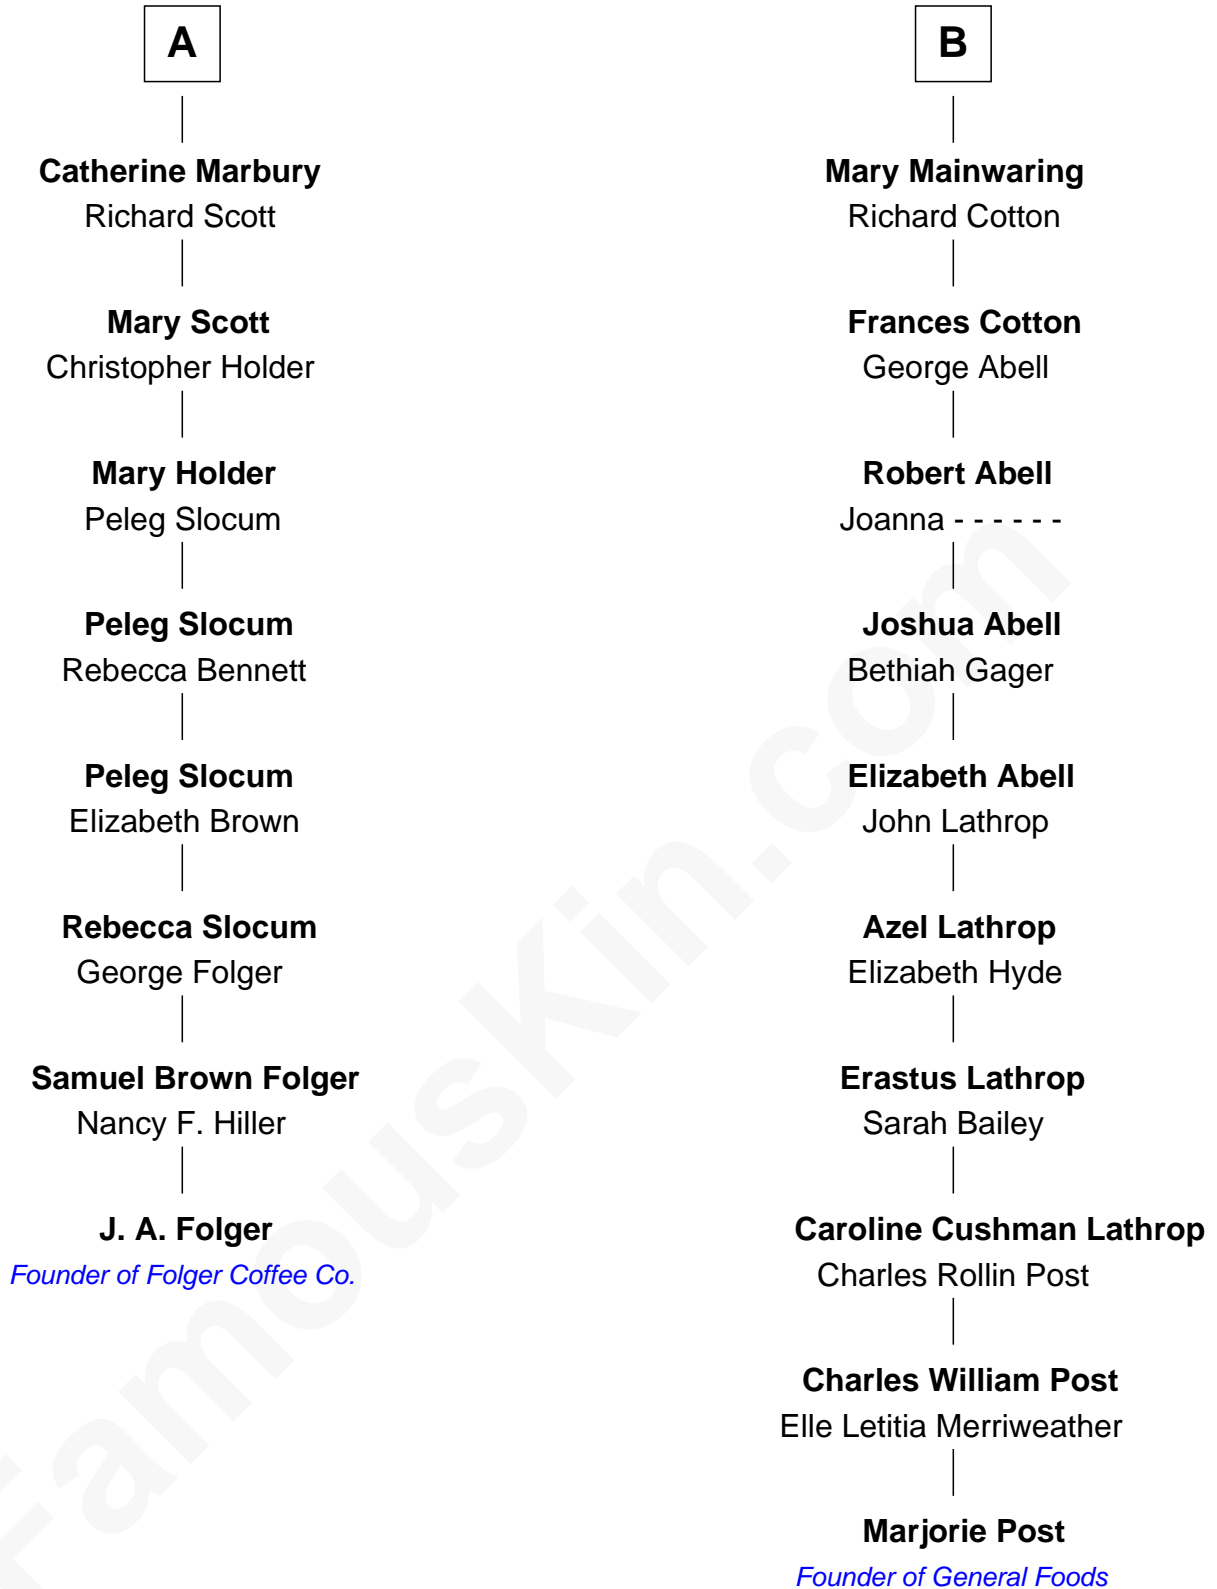 A
Catherine Marbury
Richard Scott
Mary Scott
Christopher Holder
Mary Holder
Peleg Slocum
Peleg Slocum
Rebecca Bennett
Peleg Slocum
Elizabeth Brown
Rebecca Slocum
George Folger
Samuel Brown Folger
Nancy F. Hiller
J. A. Folger
Founder of Folger Coffee Co.
B
Mary Mainwaring
Richard Cotton
Frances Cotton
George Abell
Robert Abell
Joanna - - - - - -
Joshua Abell
Bethiah Gager
Elizabeth Abell
John Lathrop
Azel Lathrop
Elizabeth Hyde
Erastus Lathrop
Sarah Bailey
Caroline Cushman Lathrop
Charles Rollin Post
Charles William Post
Elle Letitia Merriweather
Marjorie Post
Founder of General Foods
FamousKin.com